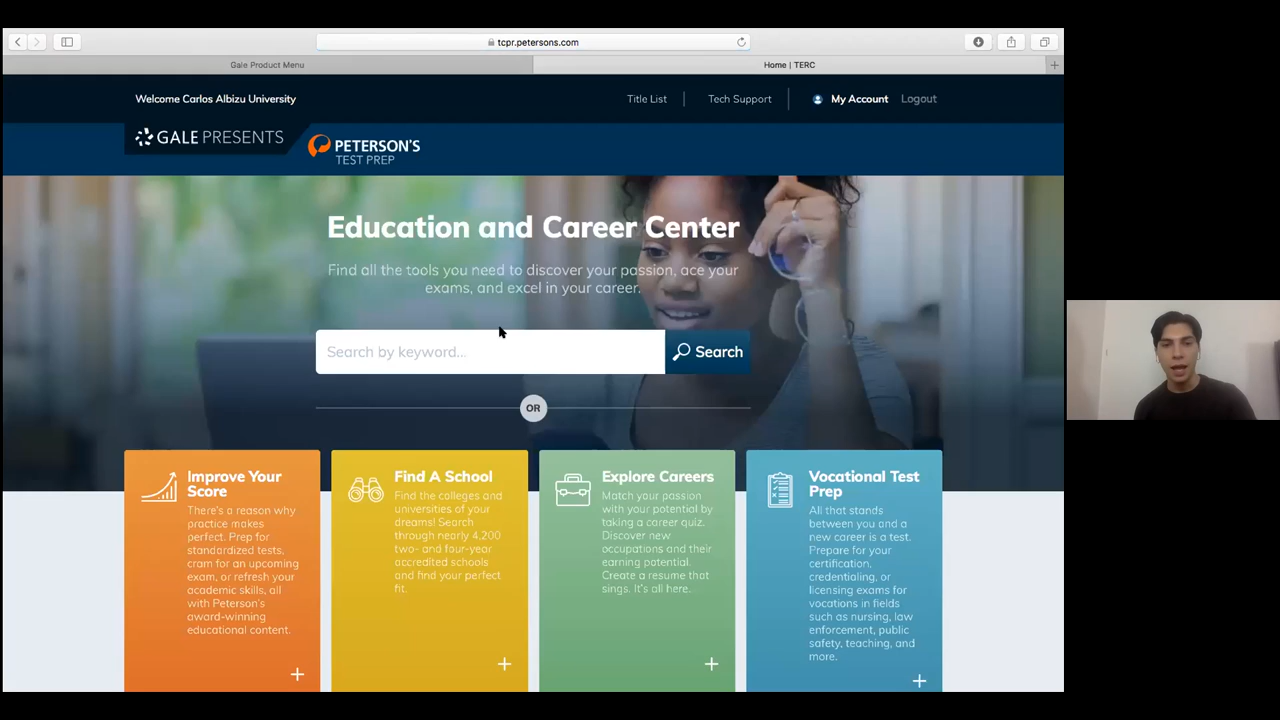 tcpr.petersons.com
Gale Product Menu
Home | TERC
Welcome Carlos Albizu University
Title List
Tech Support
My Account
Logout
GALE PRESENTS
PETERSON'S
TEST PREP
Education and Career Center
Find all the tools you need to discover your passion, ace your
exams, and excel in your career.
Search by keyword...
Search
OR
Improve Your
Score
There's a reason why
practice makes
perfect. Prep for
standardized tests,
cram for an upcoming
exam, or refresh your
academic skills, all
with Peterson's
award-winning
educational content.
Find A School
Find the colleges and
universities of your
dreams! Search
through nearly 4,200
two- and four-year
accredited schools
and find your perfect
fit.
Explore Careers
Match your passion
with your potential by
taking a career quiz.
Discover new
occupations and their
earning potential.
Create a resume that
sings. It's all here.
Vocational Test
Prep
All that stands
between you and a
new career is a test.
Prepare for your
certification,
credentialing, or
licensing exams for
vocations in fields
such as nursing, law
enforcement, public
safety, teaching, and
more.